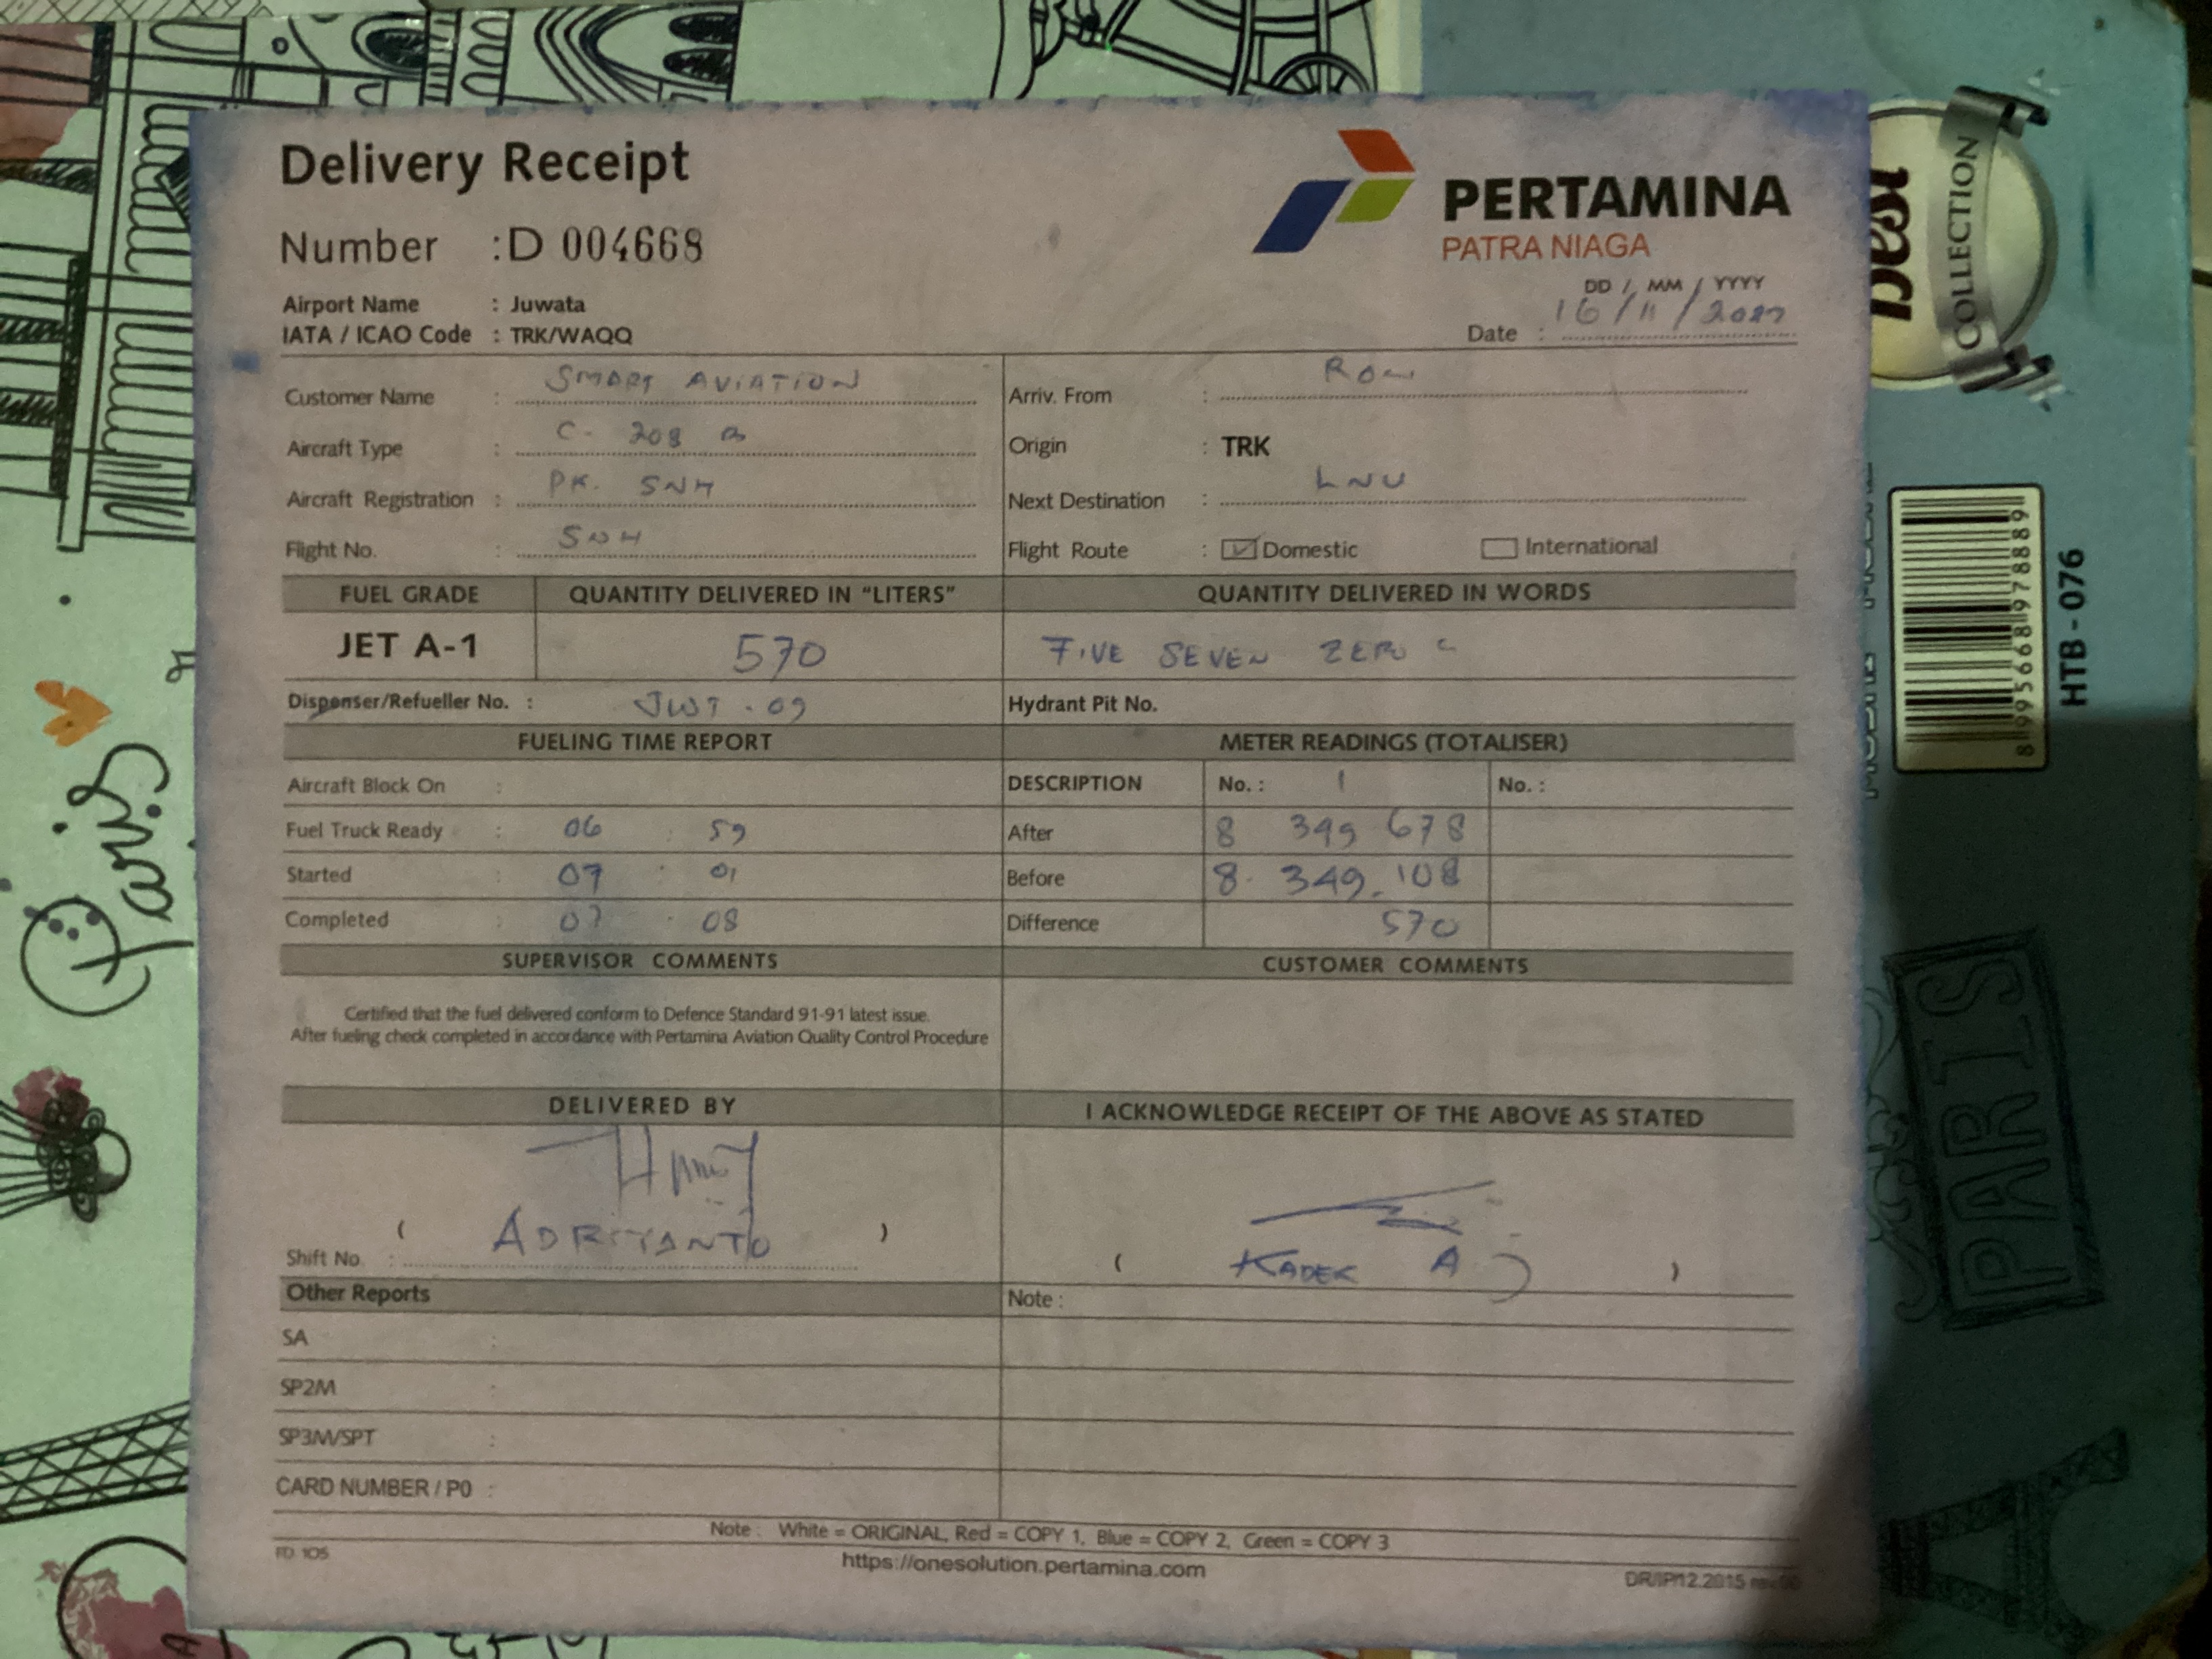 Delivery Receipt
PERTAMINA
PATRA NIAGA
Number : D 004668
Airport Name : Juwata
IATA / ICAO Code : TRK/WAQQ
DD / MM / YYYY
Date : 16/11/
Customer Name : SMART AVIATION
Arriv. From :
Aircraft Type : C. 208 B
Origin : TRK
Aircraft Registration : PK. SNH
Next Destination : LNU
Flight No. : SNH
Flight Route : Domestic International
FUEL GRADE QUANTITY DELIVERED IN "LITERS" QUANTITY DELIVERED IN WORDS
JET A-1 570 FIVE SEVEN ZERO
Dispenser/Refueller No. : JWT . 09 Hydrant Pit No.
FUELING TIME REPORT METER READINGS (TOTALISER)
Aircraft Block On : DESCRIPTION No. : 1 No. :
Fuel Truck Ready : 06 : 59 After 8 349 678
Started : 07 : 01 Before 8. 349.108
Completed : 07 : 08 Difference 570
SUPERVISOR COMMENTS CUSTOMER COMMENTS
Certified that the fuel delivered conform to Defence Standard 91-91 latest issue.
After fueling check completed in accordance with Pertamina Aviation Quality Control Procedure
DELIVERED BY I ACKNOWLEDGE RECEIPT OF THE ABOVE AS STATED
( ADRIYANTO )
Shift No :
( KADEK A )
Other Reports Note :
SA :
SP2M :
SP3M/SPT :
CARD NUMBER / P0 :
Note : White = ORIGINAL, Red = COPY 1, Blue = COPY 2, Green = COPY 3
FD 105
https://onesolution.pertamina.com
DR/IP/12.2015
Paris
COLLECTION
8995668978889
HTB - 076
PARIS